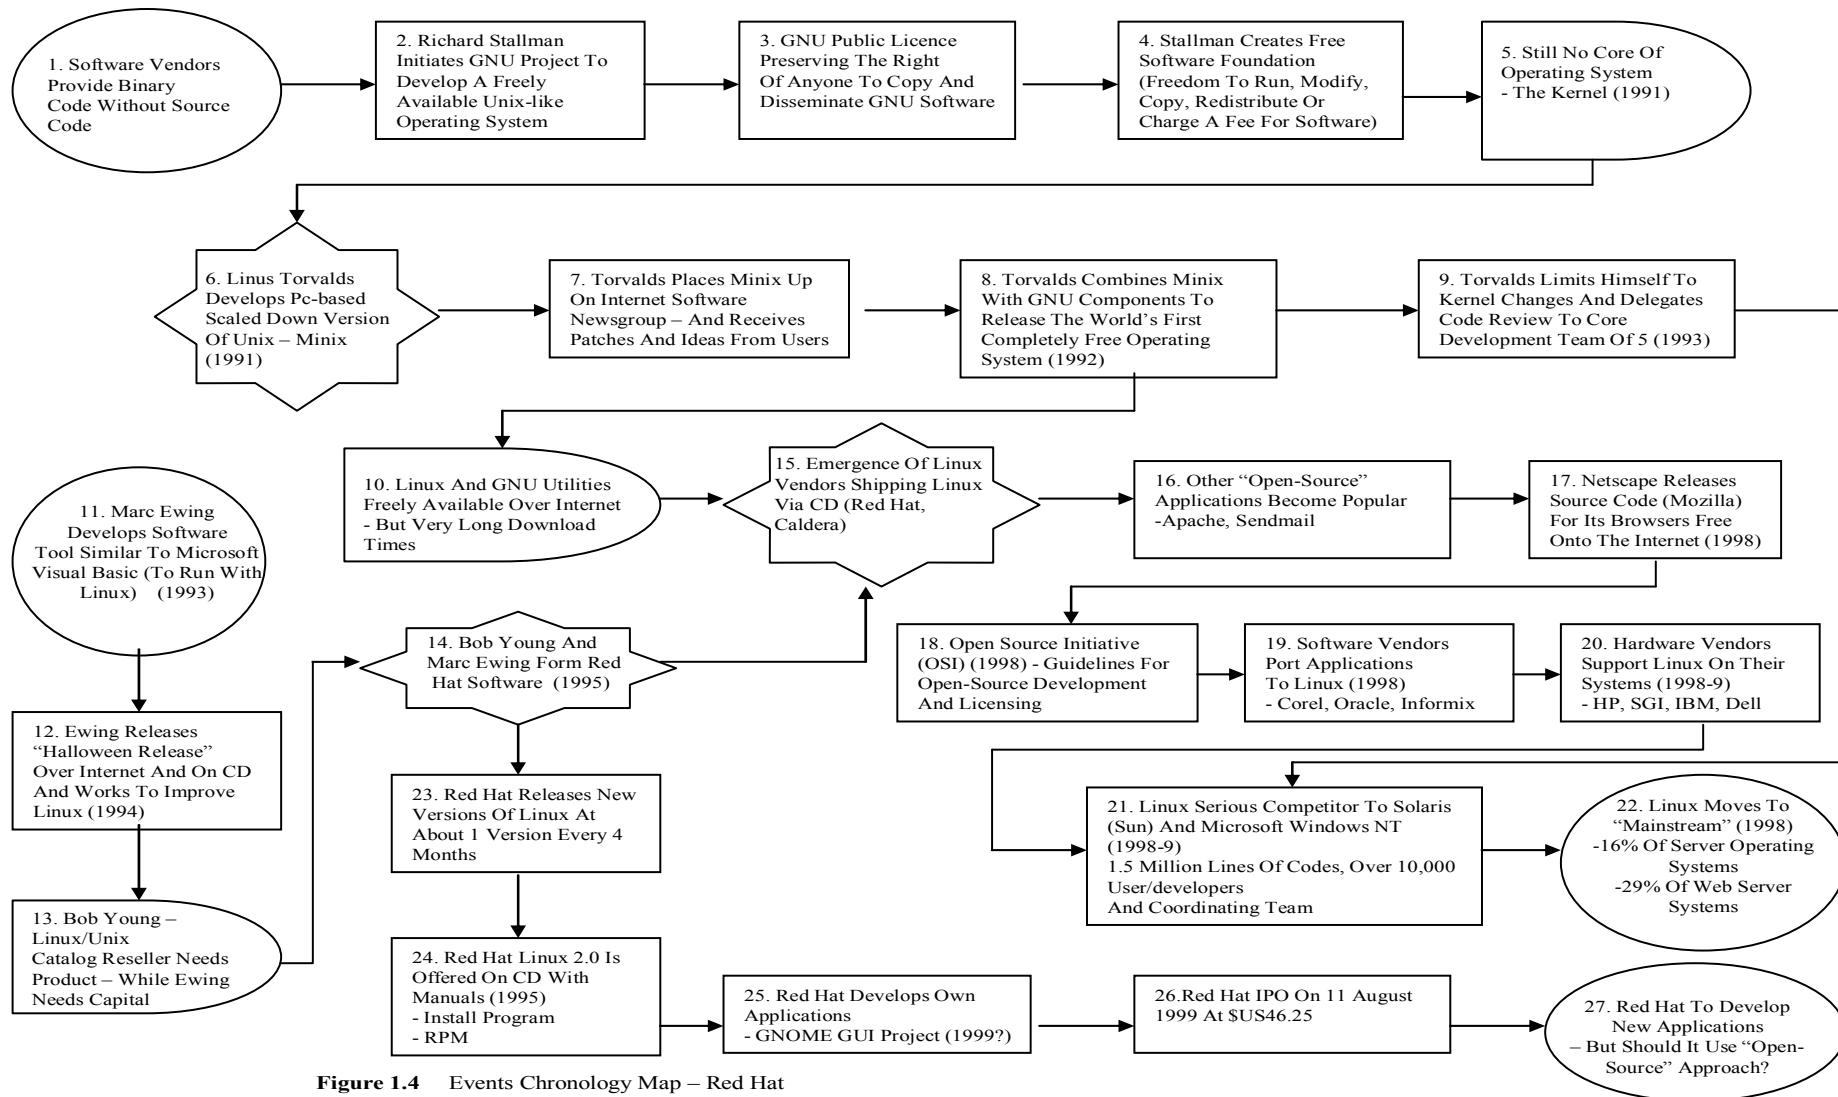 1. Software Vendors
Provide Binary
Code Without Source
Code
2. Richard Stallman
Initiates GNU Project To
Develop A Freely
Available Unix-like
Operating System
3. GNU Public Licence
Preserving The Right
Of Anyone To Copy And
Disseminate GNU Software
4. Stallman Creates Free
Software Foundation
(Freedom To Run, Modify,
Copy, Redistribute Or
Charge A Fee For Software)
5. Still No Core Of
Operating System
- The Kernel (1991)
6. Linus Torvalds
Develops Pc-based
Scaled Down Version
Of Unix – Minix
(1991)
7. Torvalds Places Minix Up
On Internet Software
Newsgroup – And Receives
Patches And Ideas From Users
8. Torvalds Combines Minix
With GNU Components To
Release The World’s First
Completely Free Operating
System (1992)
9. Torvalds Limits Himself To
Kernel Changes And Delegates
Code Review To Core
Development Team Of 5 (1993)
10. Linux And GNU Utilities
Freely Available Over Internet
- But Very Long Download
Times
11. Marc Ewing
Develops Software
Tool Similar To Microsoft
Visual Basic (To Run With
Linux) (1993)
12. Ewing Releases
“Halloween Release”
Over Internet And On CD
And Works To Improve
Linux (1994)
13. Bob Young –
Linux/Unix
Catalog Reseller Needs
Product – While Ewing
Needs Capital
14. Bob Young And
Marc Ewing Form Red
Hat Software (1995)
15. Emergence Of Linux
Vendors Shipping Linux
Via CD (Red Hat,
Caldera)
16. Other “Open-Source”
Applications Become Popular
-Apache, Sendmail
17. Netscape Releases
Source Code (Mozilla)
For Its Browsers Free
Onto The Internet (1998)
18. Open Source Initiative
(OSI) (1998) - Guidelines For
Open-Source Development
And Licensing
19. Software Vendors
Port Applications
To Linux (1998)
- Corel, Oracle, Informix
20. Hardware Vendors
Support Linux On Their
Systems (1998-9)
- HP, SGI, IBM, Dell
21. Linux Serious Competitor To Solaris
(Sun) And Microsoft Windows NT
(1998-9)
1.5 Million Lines Of Codes, Over 10,000
User/developers
And Coordinating Team
22. Linux Moves To
“Mainstream” (1998)
-16% Of Server Operating
Systems
-29% Of Web Server
Systems
23. Red Hat Releases New
Versions Of Linux At
About 1 Version Every 4
Months
24. Red Hat Linux 2.0 Is
Offered On CD With
Manuals (1995)
- Install Program
- RPM
25. Red Hat Develops Own
Applications
- GNOME GUI Project (1999?)
26.Red Hat IPO On 11 August
1999 At $US46.25
27. Red Hat To Develop
New Applications
– But Should It Use “Open-
Source” Approach?
Figure 1.4 Events Chronology Map – Red Hat